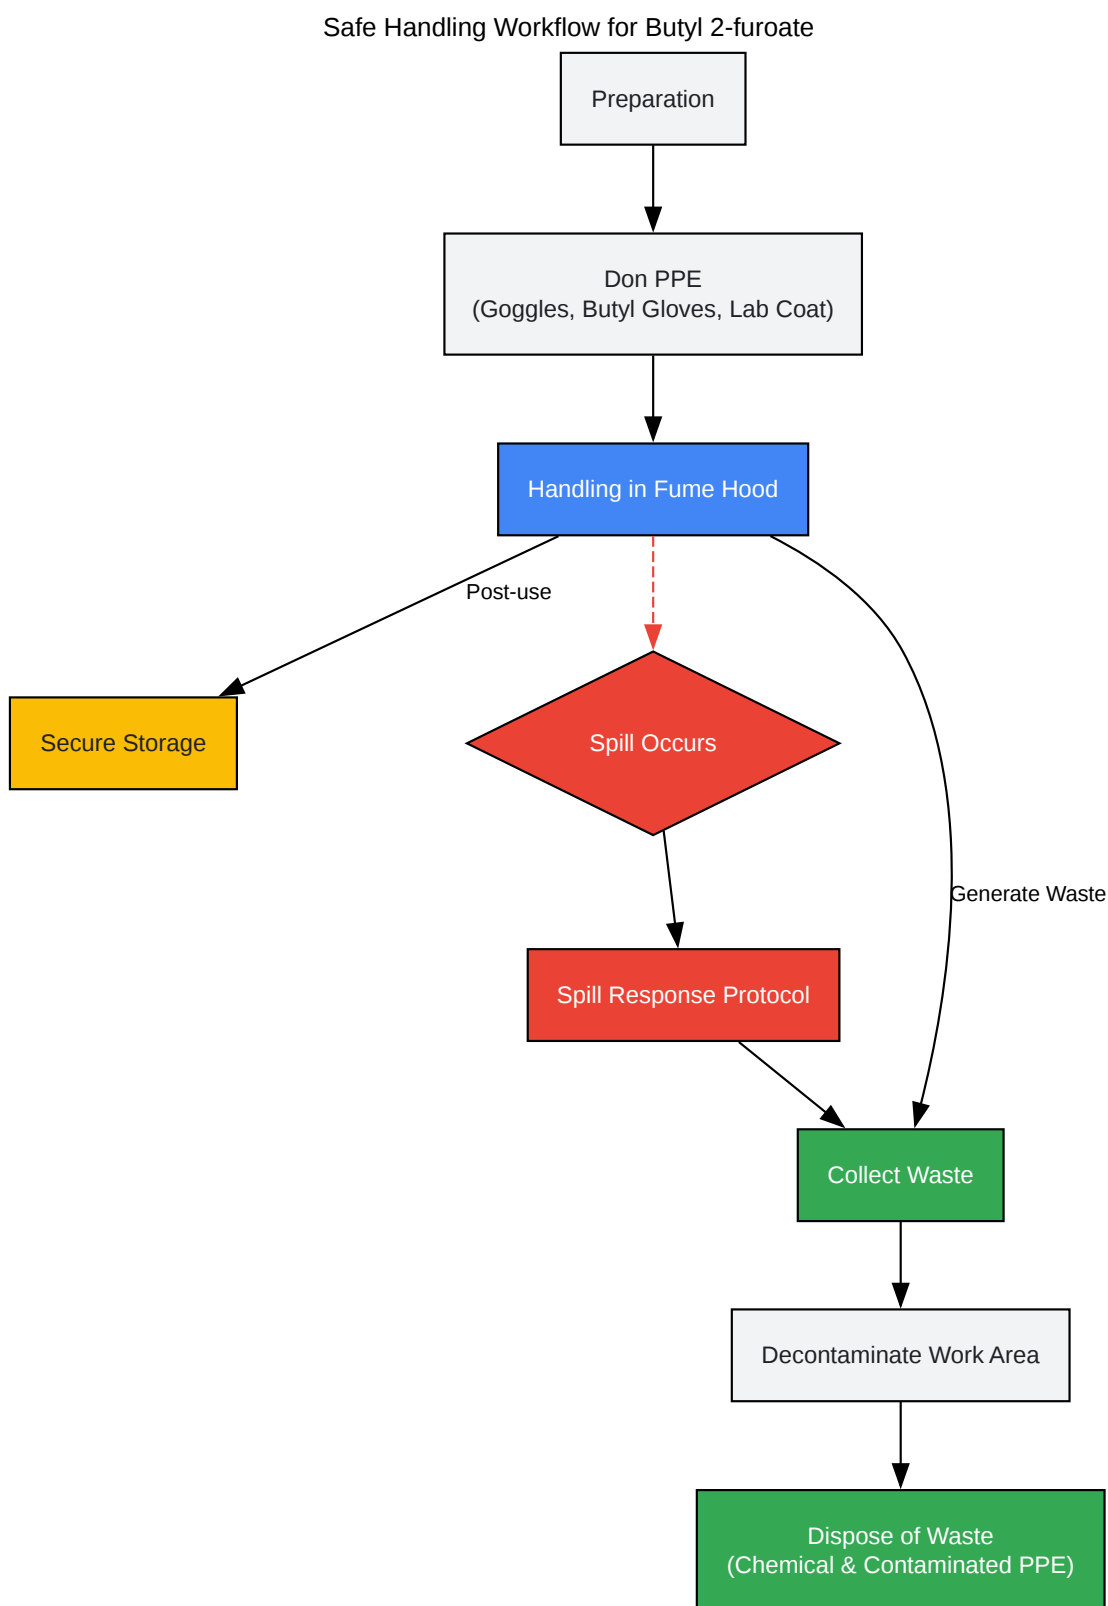 Safe Handling Workflow for Butyl 2-furoate
Preparation
Don PPE
(Goggles, Butyl Gloves, Lab Coat)
Handling in Fume Hood
Post-use
Secure Storage
Spill Occurs
Generate Waste
Spill Response Protocol
Collect Waste
Decontaminate Work Area
Dispose of Waste
(Chemical & Contaminated PPE)